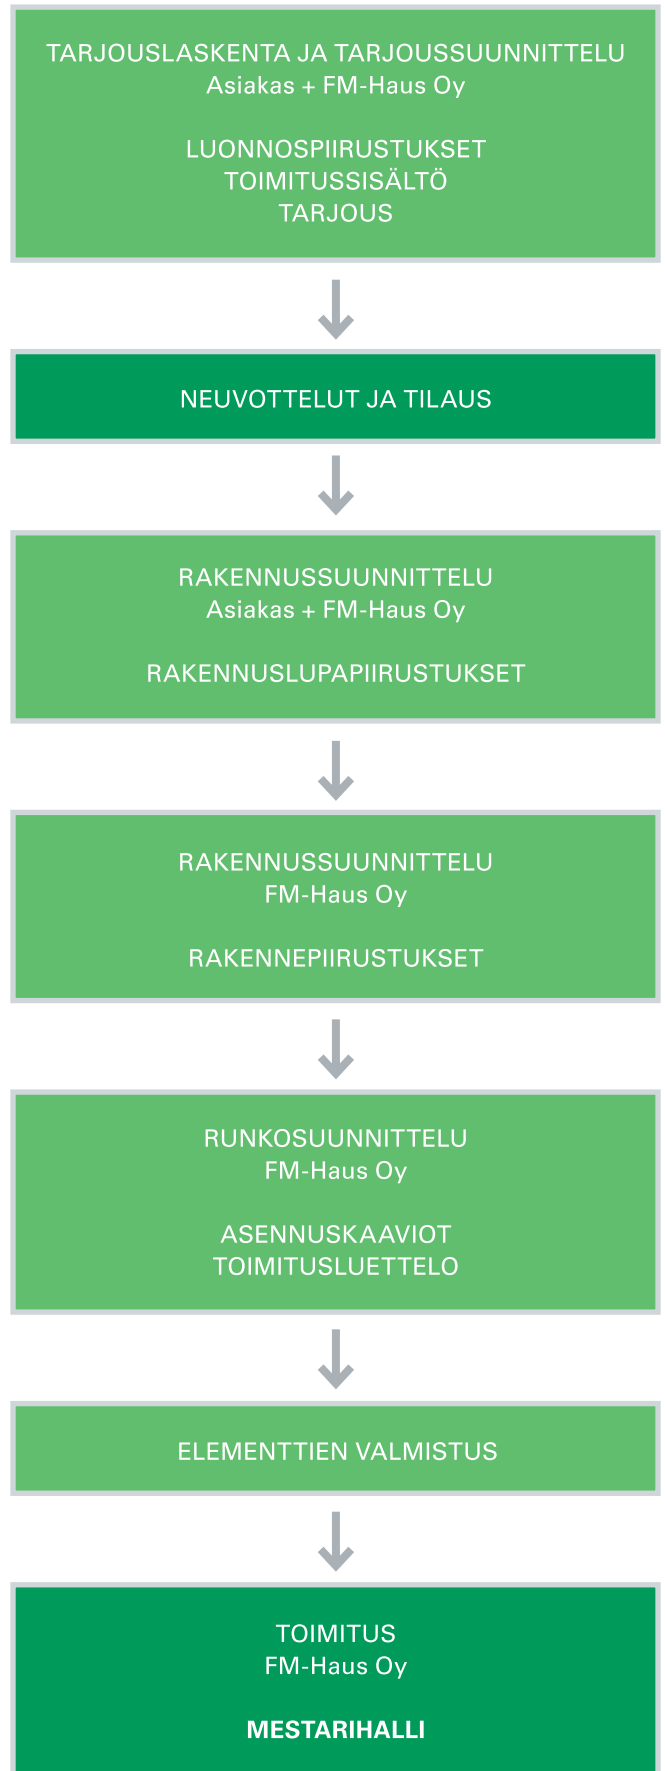 TARJOUSLASKENTA JA TARJOUSSUUNNITTELU
Asiakas + FM-Haus Oy
LUONNOSPIIRUSTUKSET
TOIMITUSSISÄLTÖ
TARJOUS
NEUVOTTELUT JA TILAUS
RAKENNUSSUUNNITTELU
Asiakas + FM-Haus Oy
RAKENNUSLUPAPIIRUSTUKSET
RAKENNUSSUUNNITTELU
FM-Haus Oy
RAKENNEPIIRUSTUKSET
RUNKOSUUNNITTELU
FM-Haus Oy
ASENNUSKAAVIOT
TOIMITUSLUETTELO
ELEMENTTIEN VALMISTUS
TOIMITUS
FM-Haus Oy
MESTARIHALLI